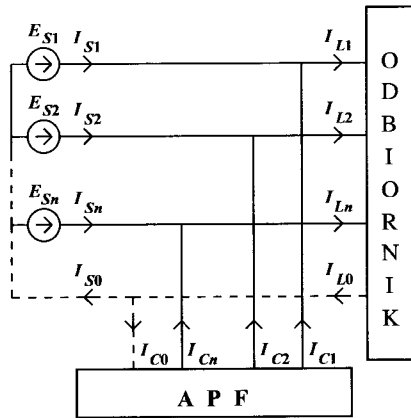 E_S1 I_S1 I_L1
E_S2 I_S2 I_L2
E_Sn I_Sn I_Ln
I_S0 I_L0
I_C0 I_Cn I_C2 I_C1
A P F
O D B I O R N I K